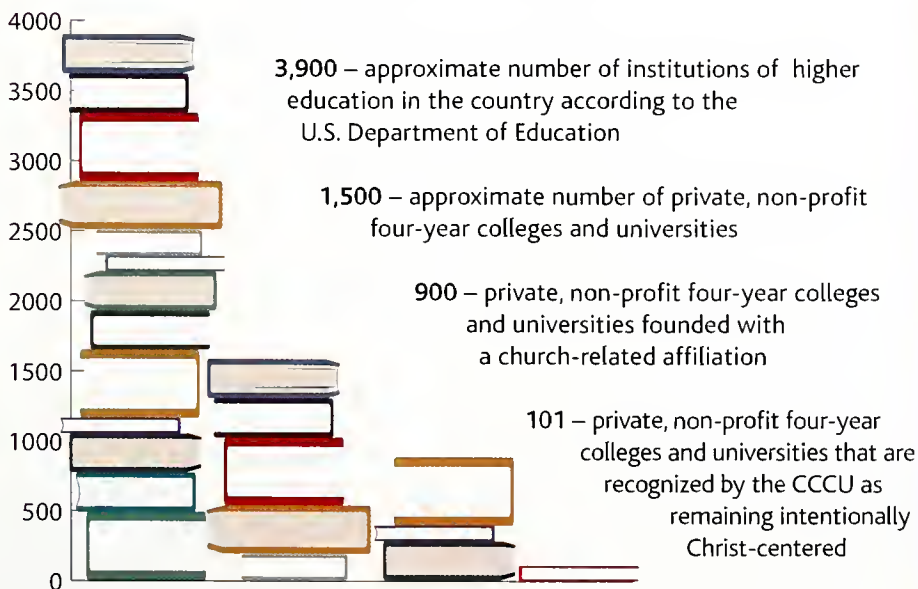 4000
3500
3000
2500
2000
1500
1000
500
0
3,900 – approximate number of institutions of higher
education in the country according to the
U.S. Department of Education
1,500 – approximate number of private, non-profit
four-year colleges and universities
900 – private, non-profit four-year colleges
and universities founded with
a church-related affiliation
101 – private, non-profit four-year
colleges and universities that are
recognized by the CCCU as
remaining intentionally
Christ-centered